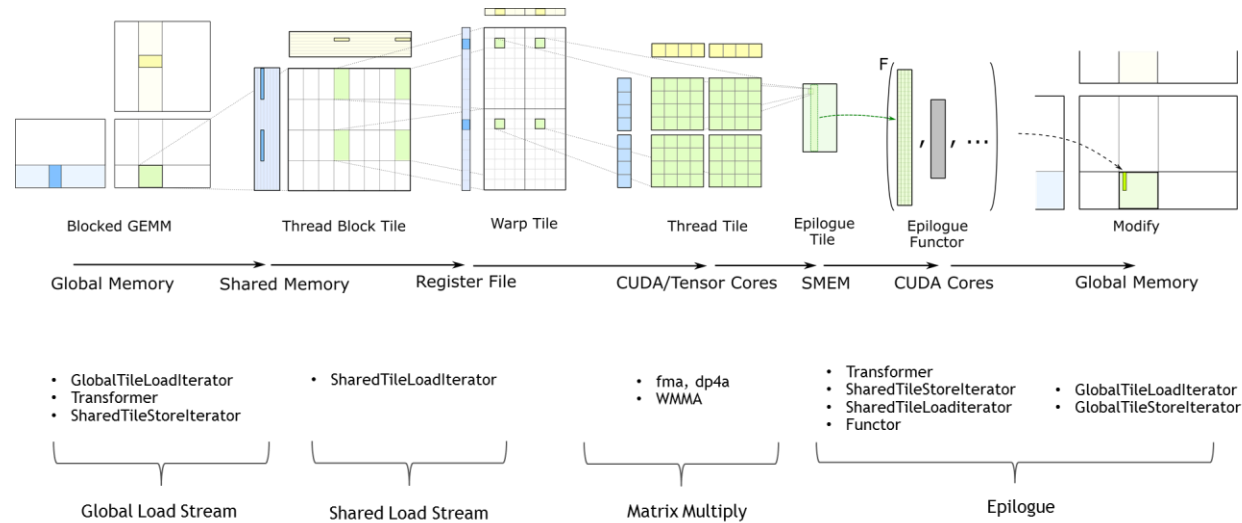 F
, , ...
Blocked GEMM
Thread Block Tile
Warp Tile
Thread Tile
Epilogue
Tile
Epilogue
Functor
Modify
Global Memory
Shared Memory
Register File
CUDA/Tensor Cores
SMEM
CUDA Cores
Global Memory
• GlobalTileLoadIterator
• Transformer
• SharedTileStoreIterator
• SharedTileLoadIterator
• fma, dp4a
• WMMA
• Transformer
• SharedTileStoreIterator
• SharedTileLoaditerator
• Functor
• GlobalTileLoadIterator
• GlobalTileStoreIterator
Global Load Stream
Shared Load Stream
Matrix Multiply
Epilogue